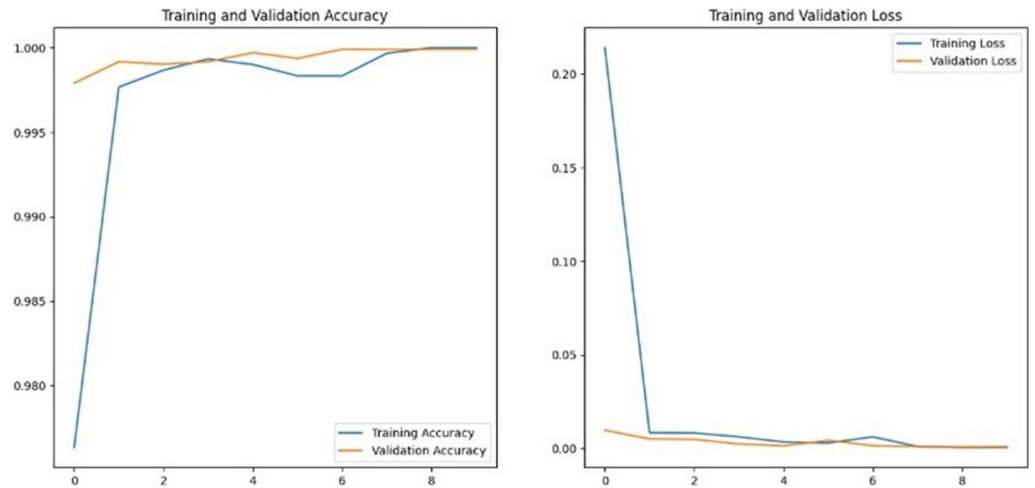 Training and Validation Accuracy
1.000
0.995
0.990
0.985
0.980
Training Accuracy
Validation Accuracy
0 2 4 6 8
Training and Validation Loss
Training Loss
Validation Loss
0.20
0.15
0.10
0.05
0.00
0 2 4 6 8